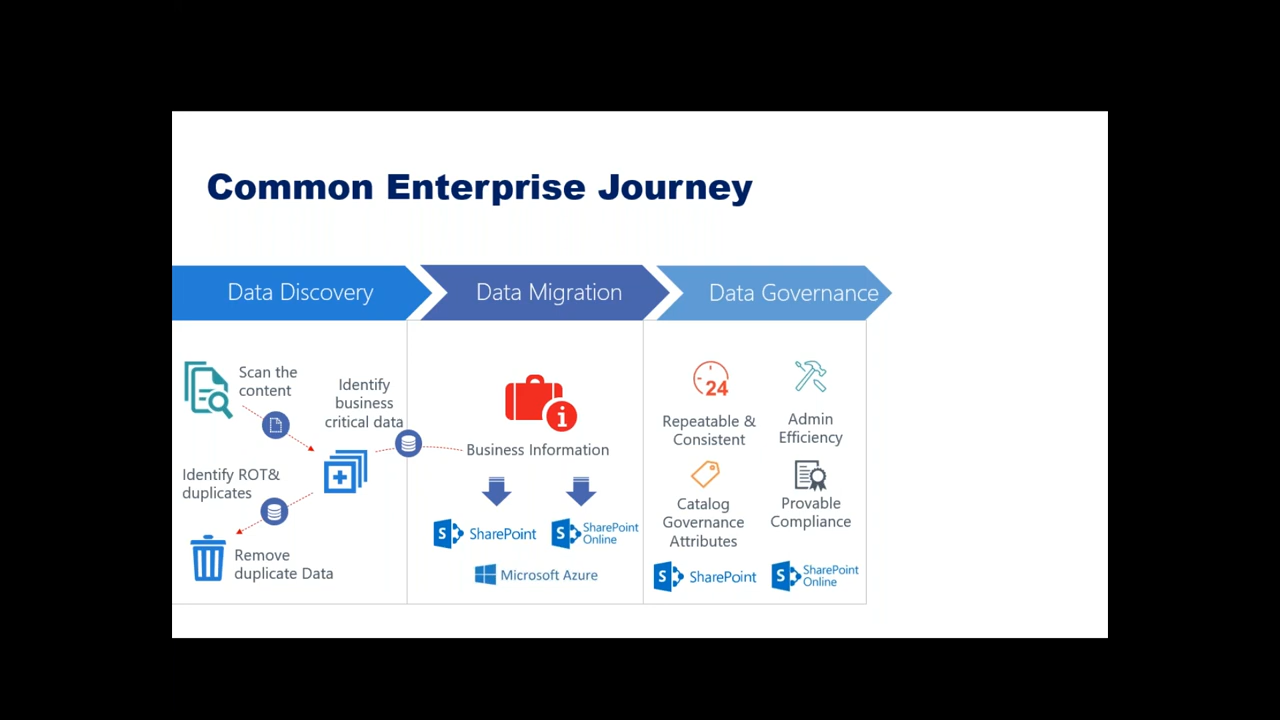 Common Enterprise Journey
Data Discovery
Data Migration
Data Governance
Scan the
content
Identify
business
critical data
Identify ROT&
duplicates
Remove
duplicate Data
i
Business Information
S
SharePoint
S
SharePoint
Online
Microsoft Azure
24
Repeatable &
Consistent
Admin
Efficiency
Catalog
Governance
Attributes
Provable
Compliance
S
SharePoint
S
SharePoint
Online